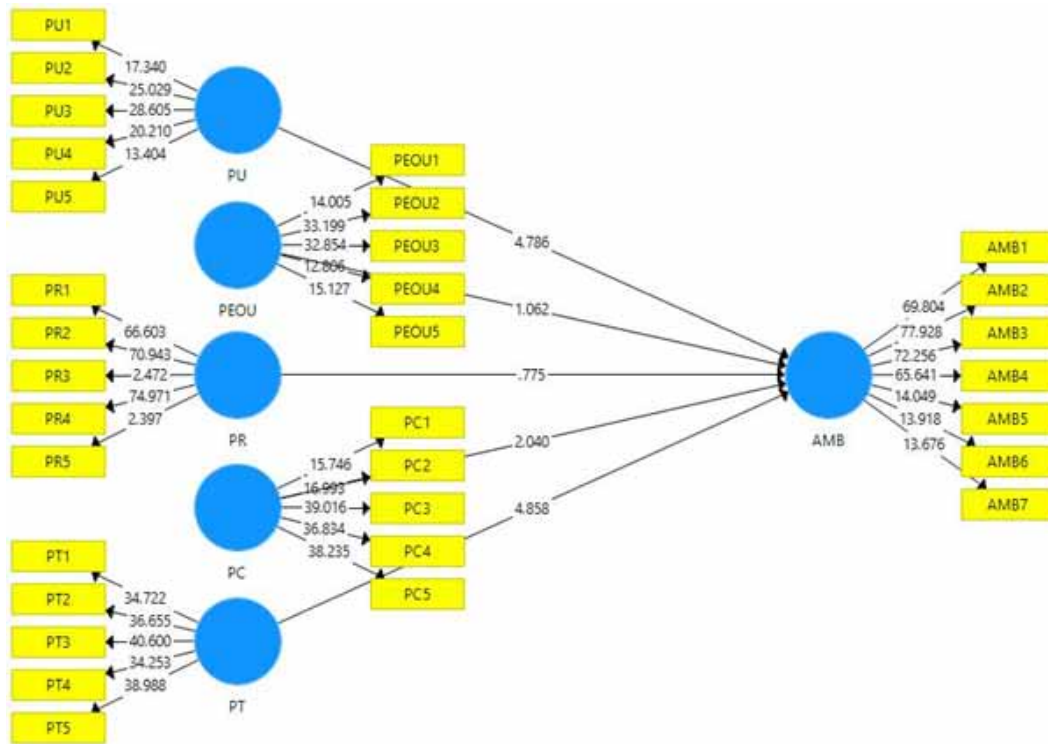 PU1
PU2
PU3
PU4
PU5
17.340
25.029
28.605
20.210
13.404
PU
PEOU1
PEOU2
PEOU3
PEOU4
PEOU5
14.005
33.199
32.854
12.806
15.127
PEOU
PR1
PR2
PR3
PR4
PR5
66.603
70.943
2.472
74.971
2.397
PR
PC1
PC2
PC3
PC4
PC5
15.746
16.993
39.016
36.834
38.235
PC
PT1
PT2
PT3
PT4
PT5
34.722
36.655
40.600
34.253
38.988
PT
4.786
1.062
.775
2.040
4.858
AMB
69.804
77.928
72.256
65.641
14.049
13.918
13.676
AMB1
AMB2
AMB3
AMB4
AMB5
AMB6
AMB7